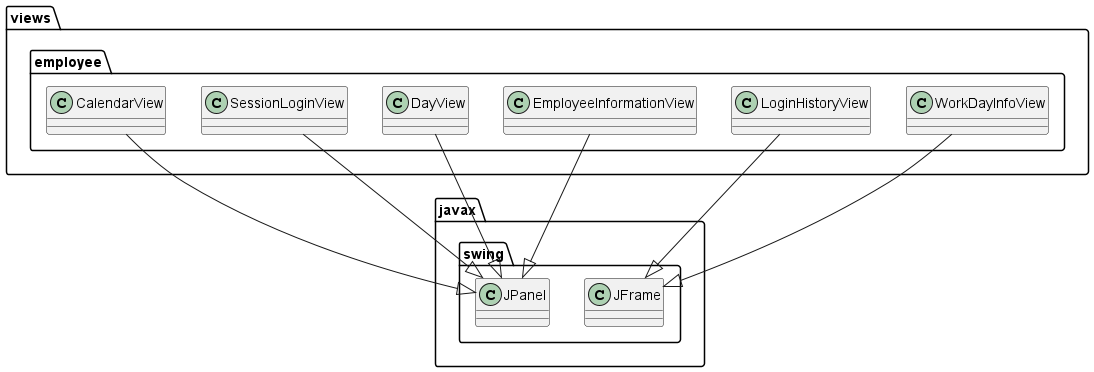 views
employee
C CalendarView
C SessionLoginView
C DayView
C EmployeeInformationView
C LoginHistoryView
C WorkDayInfoView
javax
swing
C JPanel
C JFrame